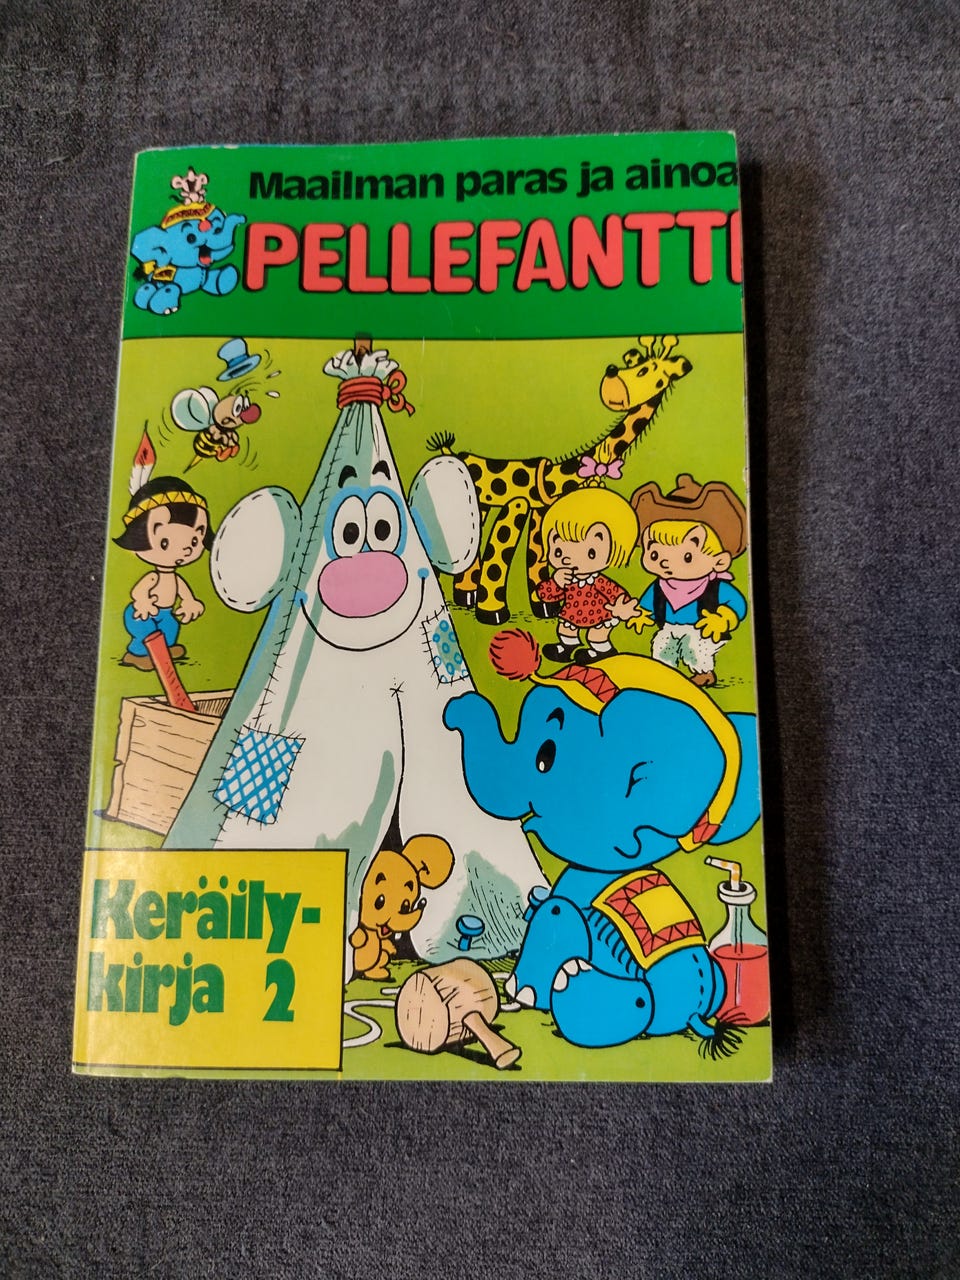 Maailman paras ja ainoa
PELLEFANTTI
Keräily-
kirja 2